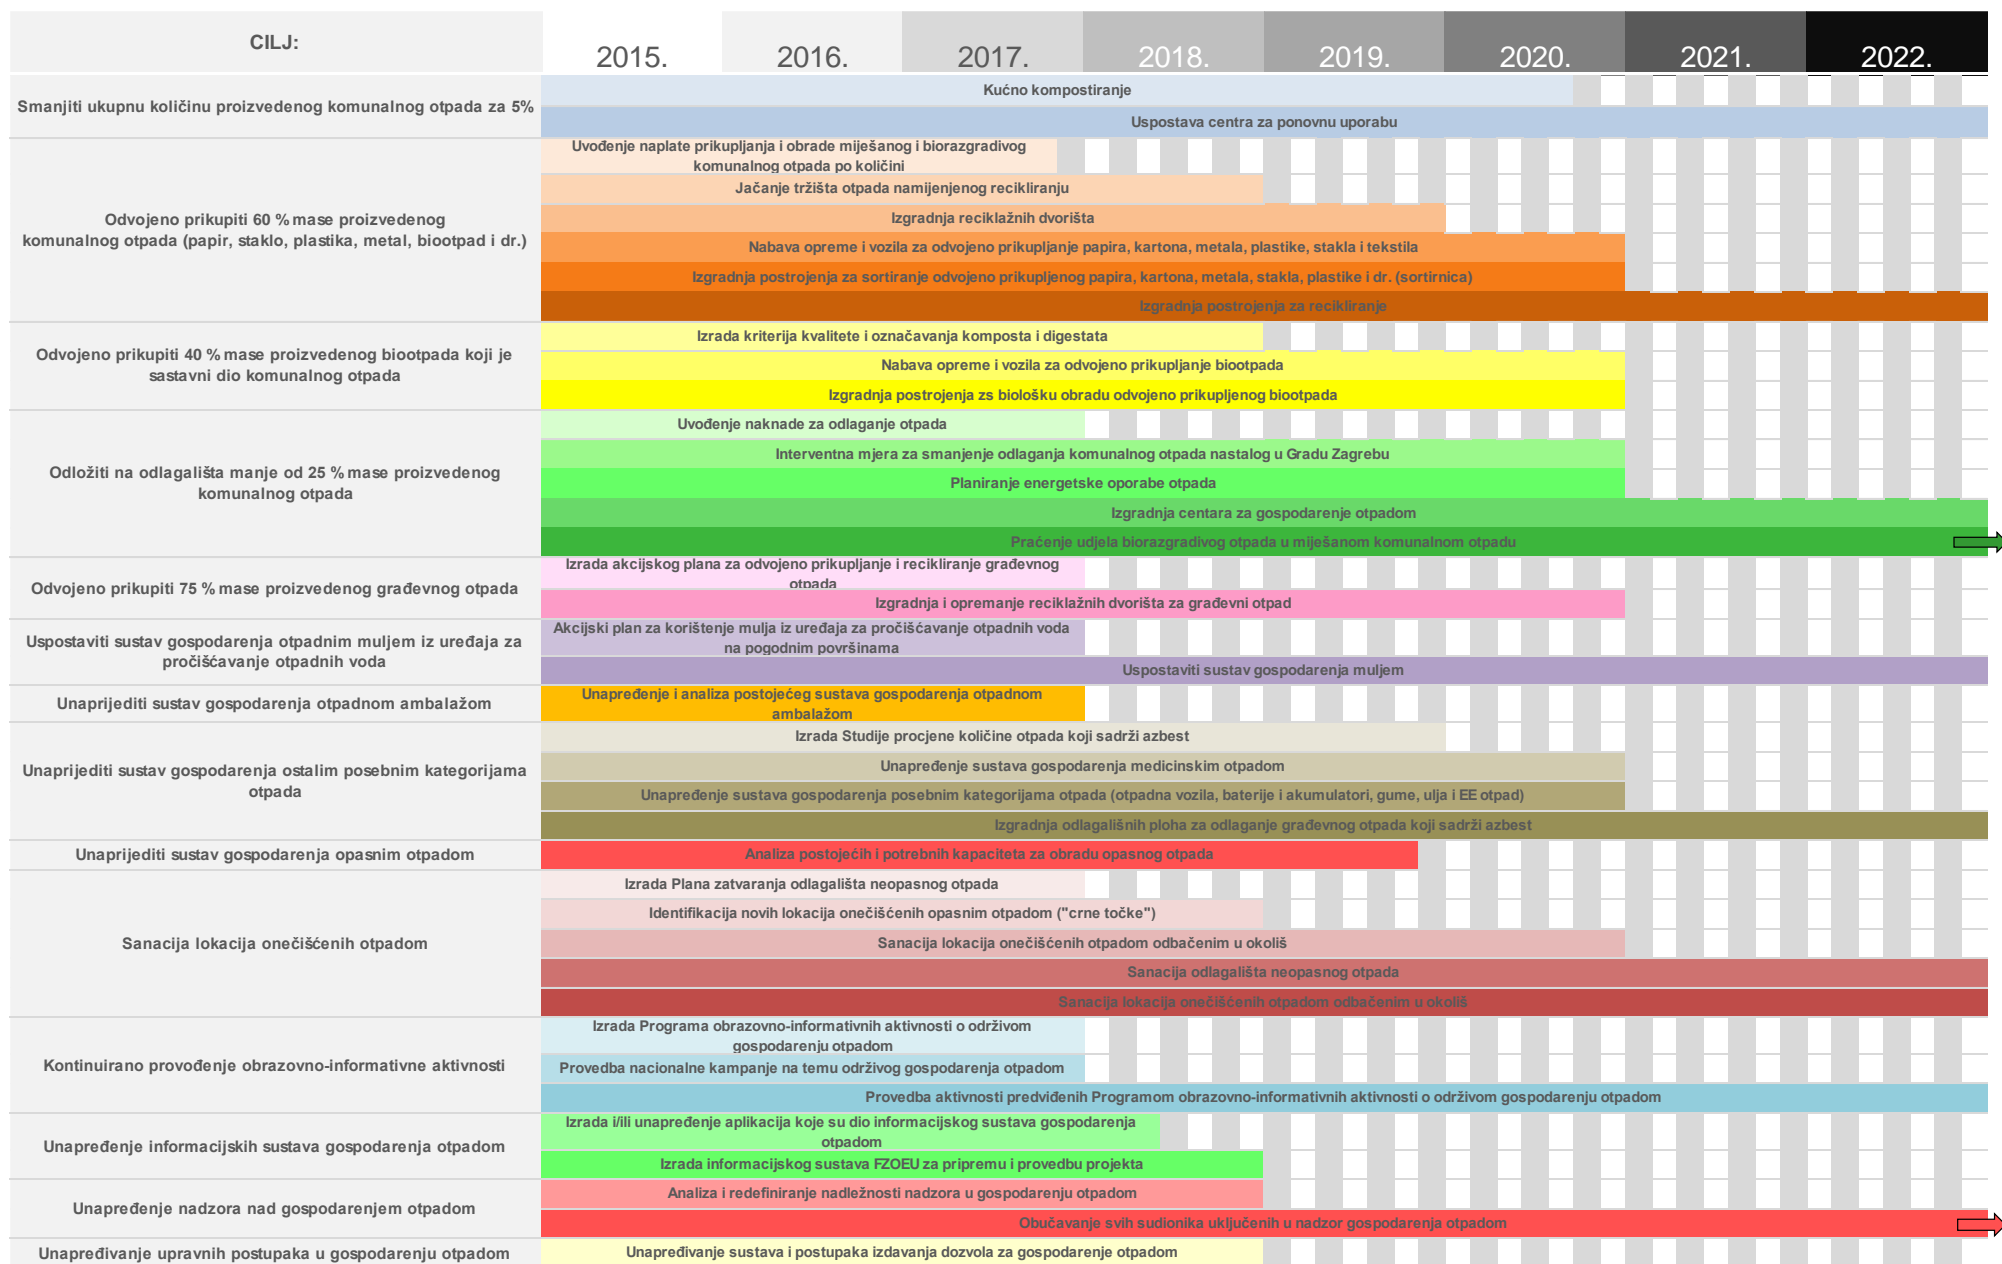 CILJ:
2015. 2016. 2017. 2018. 2019. 2020. 2021. 2022.
Smanjiti ukupnu količinu proizvedenog komunalnog otpada za 5%
Kućno kompostiranje
Uspostava centra za ponovnu uporabu
Odvojeno prikupiti 60 % mase proizvedenog
komunalnog otpada (papir, staklo, plastika, metal, biootpad i dr.)
Uvođenje naplate prikupljanja i obrade miješanog i biorazgradivog
komunalnog otpada po količini
Jačanje tržišta otpada namijenjenog recikliranju
Izgradnja reciklažnih dvorišta
Nabava opreme i vozila za odvojeno prikupljanje papira, kartona, metala, plastike, stakla i tekstila
Izgradnja postrojenja za sortiranje odvojeno prikupljenog papira, kartona, metala, stakla, plastike i dr. (sortirnica)
Izgradnja postrojenja za recikliranje
Odvojeno prikupiti 40 % mase proizvedenog biootpada koji je
sastavni dio komunalnog otpada
Izrada kriterija kvalitete i označavanja komposta i digestata
Nabava opreme i vozila za odvojeno prikupljanje biootpada
Izgradnja postrojenja zs biološku obradu odvojeno prikupljenog biootpada
Odložiti na odlagališta manje od 25 % mase proizvedenog
komunalnog otpada
Uvođenje naknade za odlaganje otpada
Interventna mjera za smanjenje odlaganja komunalnog otpada nastalog u Gradu Zagrebu
Planiranje energetske oporabe otpada
Izgradnja centara za gospodarenje otpadom
Praćenje udjela biorazgradivog otpada u miješanom komunalnom otpadu
Odvojeno prikupiti 75 % mase proizvedenog građevnog otpada
Izrada akcijskog plana za odvojeno prikupljanje i recikliranje građevnog
otpada
Izgradnja i opremanje reciklažnih dvorišta za građevni otpad
Uspostaviti sustav gospodarenja otpadnim muljem iz uređaja za
pročišćavanje otpadnih voda
Akcijski plan za korištenje mulja iz uređaja za pročišćavanje otpadnih voda
na pogodnim površinama
Uspostaviti sustav gospodarenja muljem
Unaprijediti sustav gospodarenja otpadnom ambalažom
Unapređenje i analiza postojećeg sustava gospodarenja otpadnom
ambalažom
Unaprijediti sustav gospodarenja ostalim posebnim kategorijama
otpada
Izrada Studije procjene količine otpada koji sadrži azbest
Unapređenje sustava gospodarenja medicinskim otpadom
Unapređenje sustava gospodarenja posebnim kategorijama otpada (otpadna vozila, baterije i akumulatori, gume, ulja i EE otpad)
Izgradnja odlagališnih ploha za odlaganje građevnog otpada koji sadrži azbest
Unaprijediti sustav gospodarenja opasnim otpadom
Analiza postojećih i potrebnih kapaciteta za obradu opasnog otpada
Sanacija lokacija onečišćenih otpadom
Izrada Plana zatvaranja odlagališta neopasnog otpada
Identifikacija novih lokacija onečišćenih opasnim otpadom ("crne točke")
Sanacija lokacija onečišćenih otpadom odbačenim u okoliš
Sanacija odlagališta neopasnog otpada
Sanacija lokacija onečišćenih otpadom odbačenim u okoliš
Kontinuirano provođenje obrazovno-informativne aktivnosti
Izrada Programa obrazovno-informativnih aktivnosti o održivom
gospodarenju otpadom
Provedba nacionalne kampanje na temu održivog gospodarenja otpadom
Provedba aktivnosti predviđenih Programom obrazovno-informativnih aktivnosti o održivom gospodarenju otpadom
Unapređenje informacijskih sustava gospodarenja otpadom
Izrada i/ili unapređenje aplikacija koje su dio informacijskog sustava gospodarenja
otpadom
Izrada informacijskog sustava FZOEU za pripremu i provedbu projekta
Unapređenje nadzora nad gospodarenjem otpadom
Analiza i redefiniranje nadležnosti nadzora u gospodarenju otpadom
Obučavanje svih sudionika uključenih u nadzor gospodarenja otpadom
Unapređivanje upravnih postupaka u gospodarenju otpadom
Unapređivanje sustava i postupaka izdavanja dozvola za gospodarenje otpadom